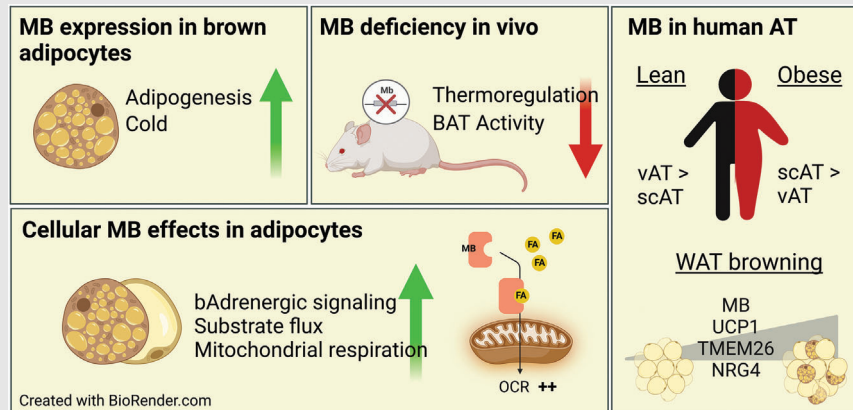 MB expression in brown
adipocytes
Adipogenesis
Cold
MB deficiency in vivo
Mb
Thermoregulation
BAT Activity
Cellular MB effects in adipocytes
bAdrenergic signaling
Substrate flux
Mitochondrial respiration
MB
FA
FA
FA
FA
OCR ++
Created with BioRender.com
MB in human AT
Lean
Obese
vAT >
scAT
scAT >
vAT
WAT browning
MB
UCP1
TMEM26
NRG4